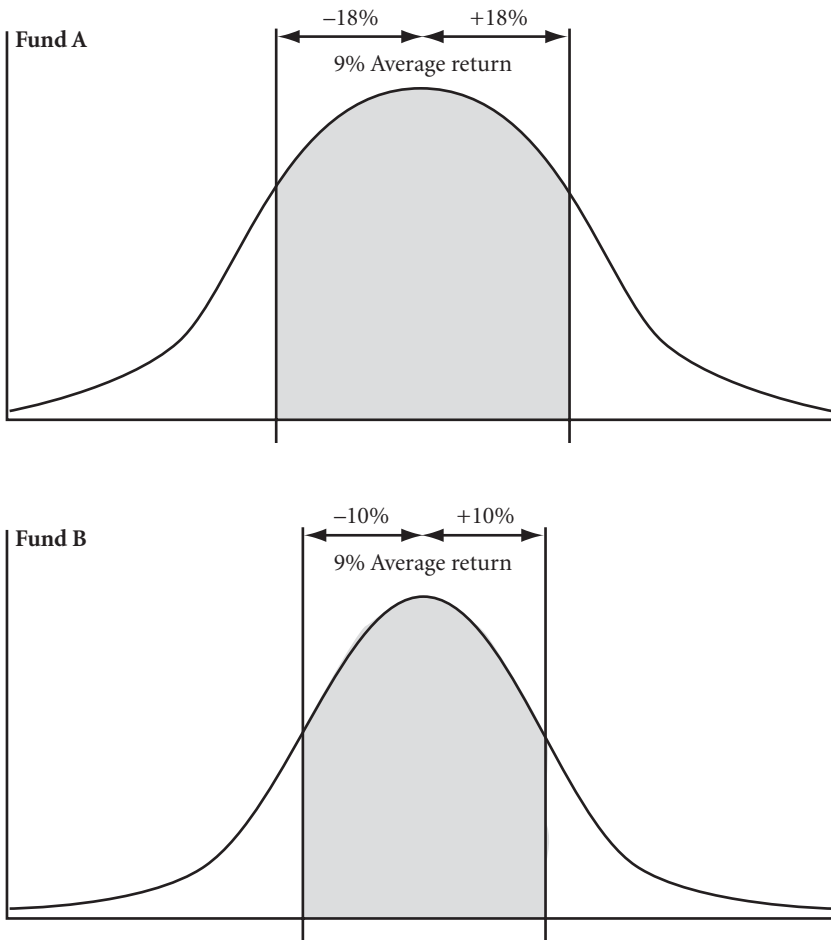 –18%
+18%
Fund A
9% Average return
–10%
+10%
Fund B
9% Average return